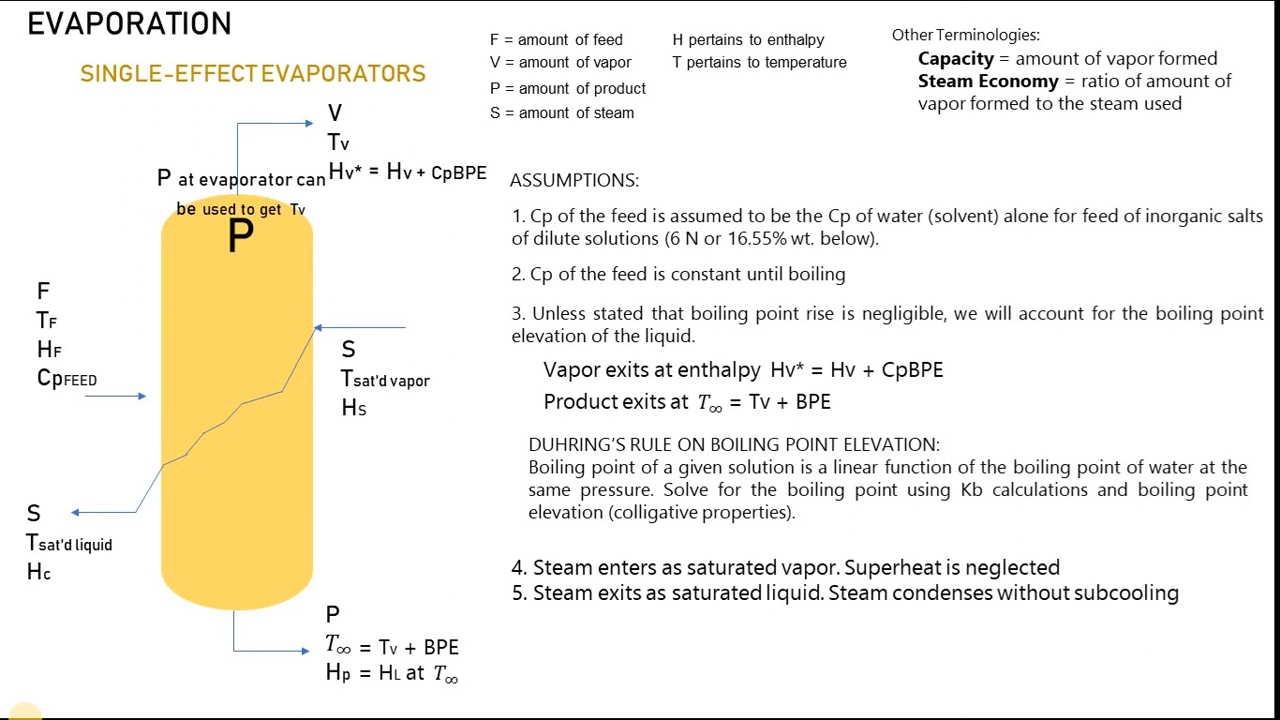 EVAPORATION
SINGLE-EFFECT EVAPORATORS
F = amount of feed
V = amount of vapor
P = amount of product
S = amount of steam
H pertains to enthalpy
T pertains to temperature
Other Terminologies:
Capacity = amount of vapor formed
Steam Economy = ratio of amount of
vapor formed to the steam used
V
Tv
Hv* = Hv + CpBPE
P at evaporator can
be used to get Tv
P
F
TF
HF
CpFEED
S
Tsat'd vapor
HS
S
Tsat'd liquid
Hc
P
T∞ = Tv + BPE
Hp = HL at T∞
ASSUMPTIONS:
1. Cp of the feed is assumed to be the Cp of water (solvent) alone for feed of inorganic salts
of dilute solutions (6 N or 16.55% wt. below).
2. Cp of the feed is constant until boiling
3. Unless stated that boiling point rise is negligible, we will account for the boiling point
elevation of the liquid.
Vapor exits at enthalpy Hv* = Hv + CpBPE
Product exits at T∞ = Tv + BPE
DUHRING'S RULE ON BOILING POINT ELEVATION:
Boiling point of a given solution is a linear function of the boiling point of water at the
same pressure. Solve for the boiling point using Kb calculations and boiling point
elevation (colligative properties).
4. Steam enters as saturated vapor. Superheat is neglected
5. Steam exits as saturated liquid. Steam condenses without subcooling